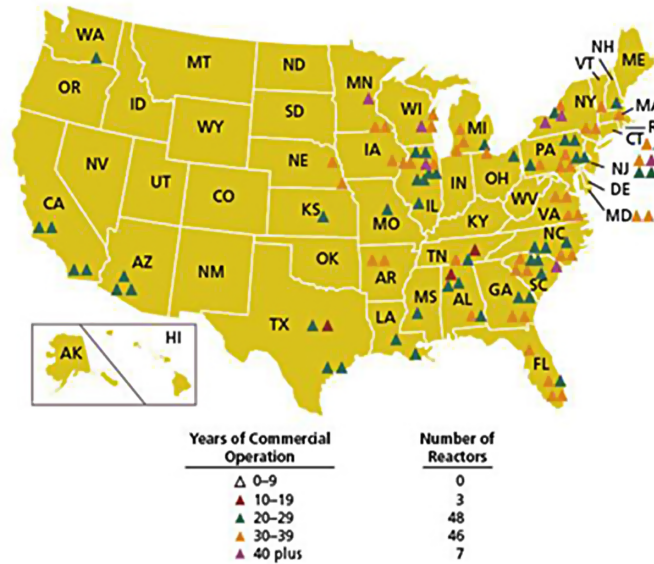 WA
MT
ND
MN
OR
ID
SD
WI
MI
NY
VT
NH
ME
MA
R
CT
WY
NE
IA
PA
NJ
DE
MD
NV
UT
CO
KS
MO
IL
IN
OH
WV
VA
KY
CA
AZ
NM
OK
AR
TN
NC
SC
TX
LA
MS
AL
GA
FL
AK
HI
Years of Commercial Operation
Number of Reactors
0–9 0
10–19 3
20–29 48
30–39 46
40 plus 7